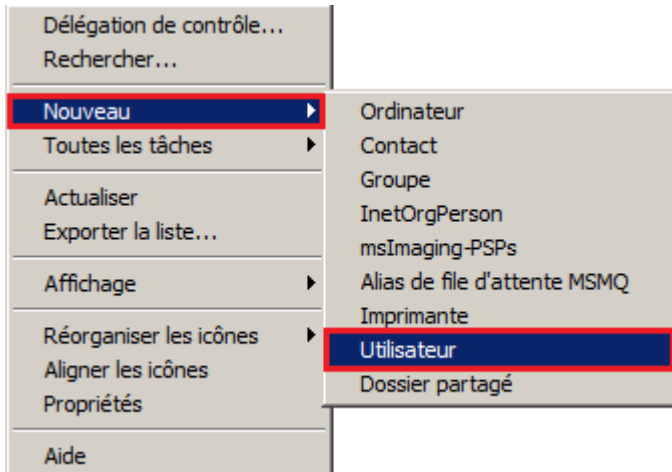 Délégation de contrôle...
Rechercher...
Nouveau
Toutes les tâches
Actualiser
Exporter la liste...
Affichage
Réorganiser les icônes
Aligner les icônes
Propriétés
Aide
Ordinateur
Contact
Groupe
InetOrgPerson
msImaging-PSPs
Alias de file d'attente MSMQ
Imprimante
Utilisateur
Dossier partagé